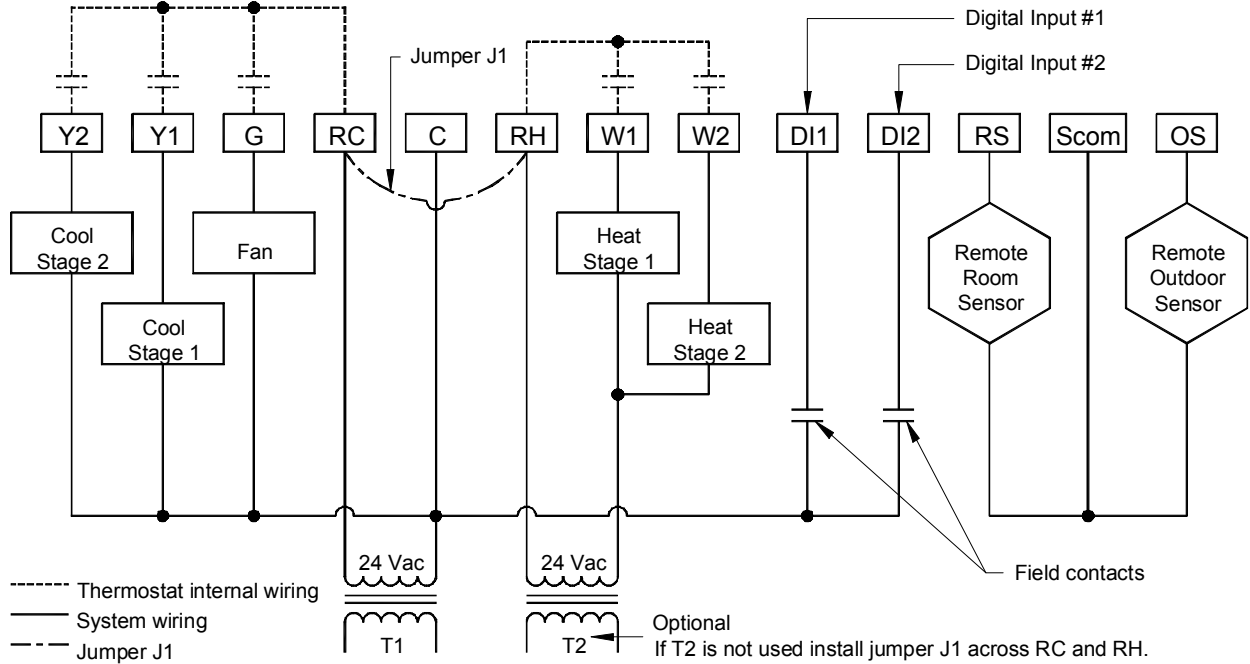 Digital Input #1
Jumper J1
Digital Input #2
Y2 Y1 G RC C RH W1 W2 DI1 DI2 RS Scom OS
Cool
Stage 2
Fan
Heat
Stage 1
Remote
Room
Sensor
Remote
Outdoor
Sensor
Cool
Stage 1
Heat
Stage 2
24 Vac
24 Vac
Field contacts
Thermostat internal wiring
System wiring
Jumper J1
T1
T2
Optional
If T2 is not used install jumper J1 across RC and RH.